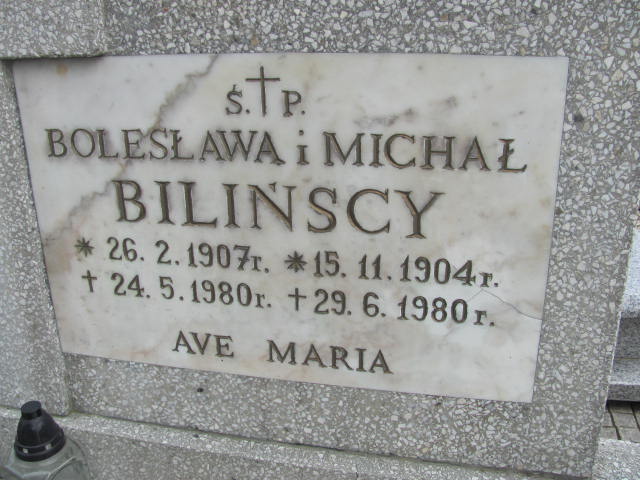 Ś. † P.
BOLESŁAWA i MICHAŁ
BILIŃSCY
* 26. 2. 1907r. * 15. 11. 1904r.
† 24. 5. 1980r. † 29. 6. 1980r.
AVE MARIA